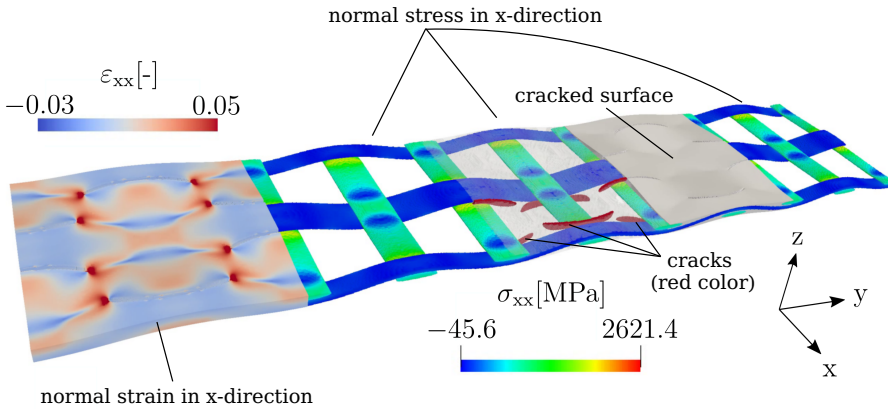 normal stress in x-direction
εxx[-]
−0.03 0.05
cracked surface
cracks
(red color)
σxx[MPa]
−45.6 2621.4
z
y
x
normal strain in x-direction